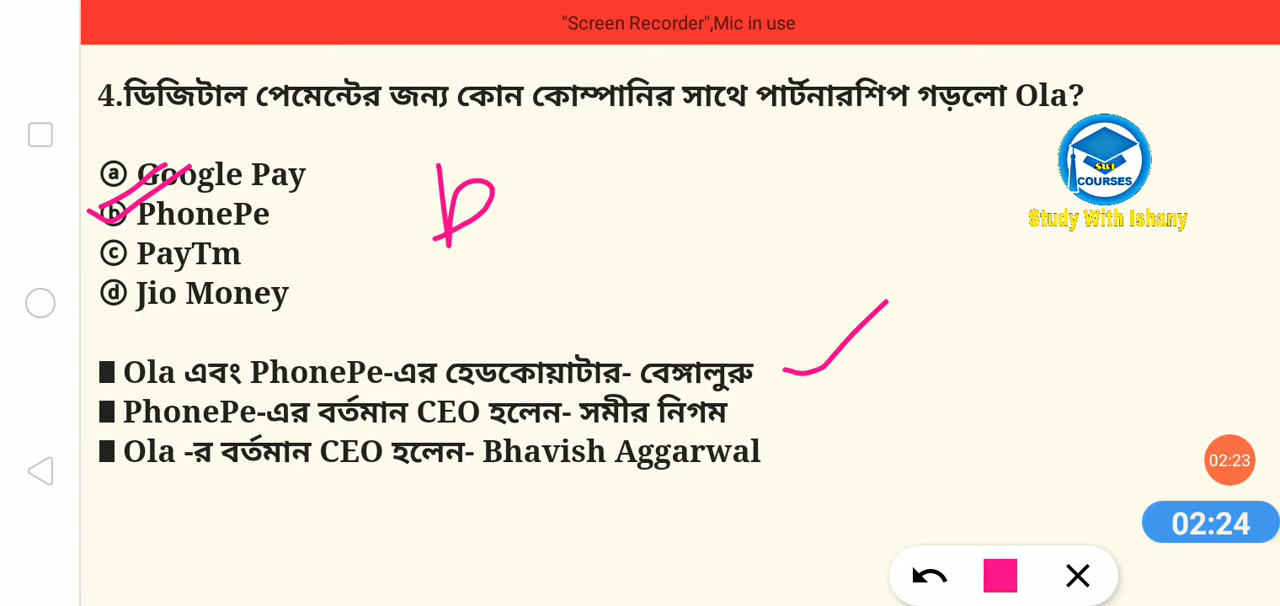 "Screen Recorder",Mic in use
4.ডিজিটাল পেমেন্টের জন্য কোন কোম্পানির সাথে পার্টনারশিপ গড়লো Ola?
ⓐ Google Pay
ⓑ PhonePe
b
ⓒ PayTm
ⓓ Jio Money
COURSES
Study With Ishany
■ Ola এবং PhonePe-এর হেডকোয়াটার- বেঙ্গালুরু
■ PhonePe-এর বর্তমান CEO হলেন- সমীর নিগম
■ Ola -র বর্তমান CEO হলেন- Bhavish Aggarwal
02:23
02:24